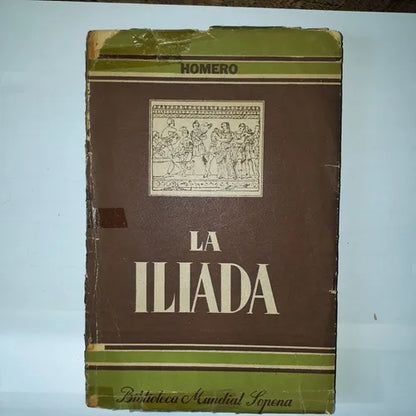 HOMERO
LA
ILIADA
Biblioteca Mundial Sopena